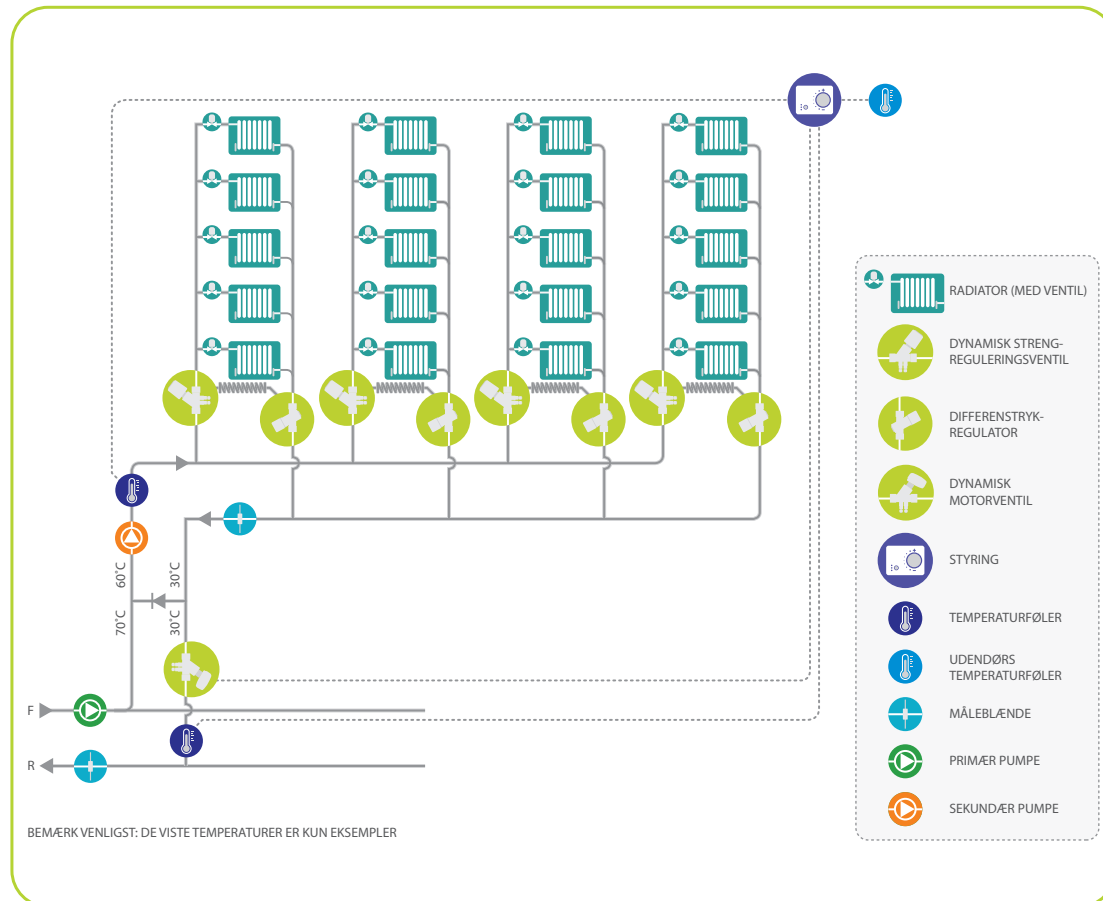 RADIATOR (MED VENTIL)
DYNAMISK STRENG-
REGULERINGSVENTIL
DIFFERENSTRYK-
REGULATOR
DYNAMISK
MOTORVENTIL
STYRING
TEMPERATURFØLER
UDENDØRS
TEMPERATURFØLER
MÅLEBLÆNDE
PRIMÆR PUMPE
SEKUNDÆR PUMPE
60°C
30°C
70°C
30°C
F
R
BEMÆRK VENLIGST: DE VISTE TEMPERATURER ER KUN EKSEMPLER